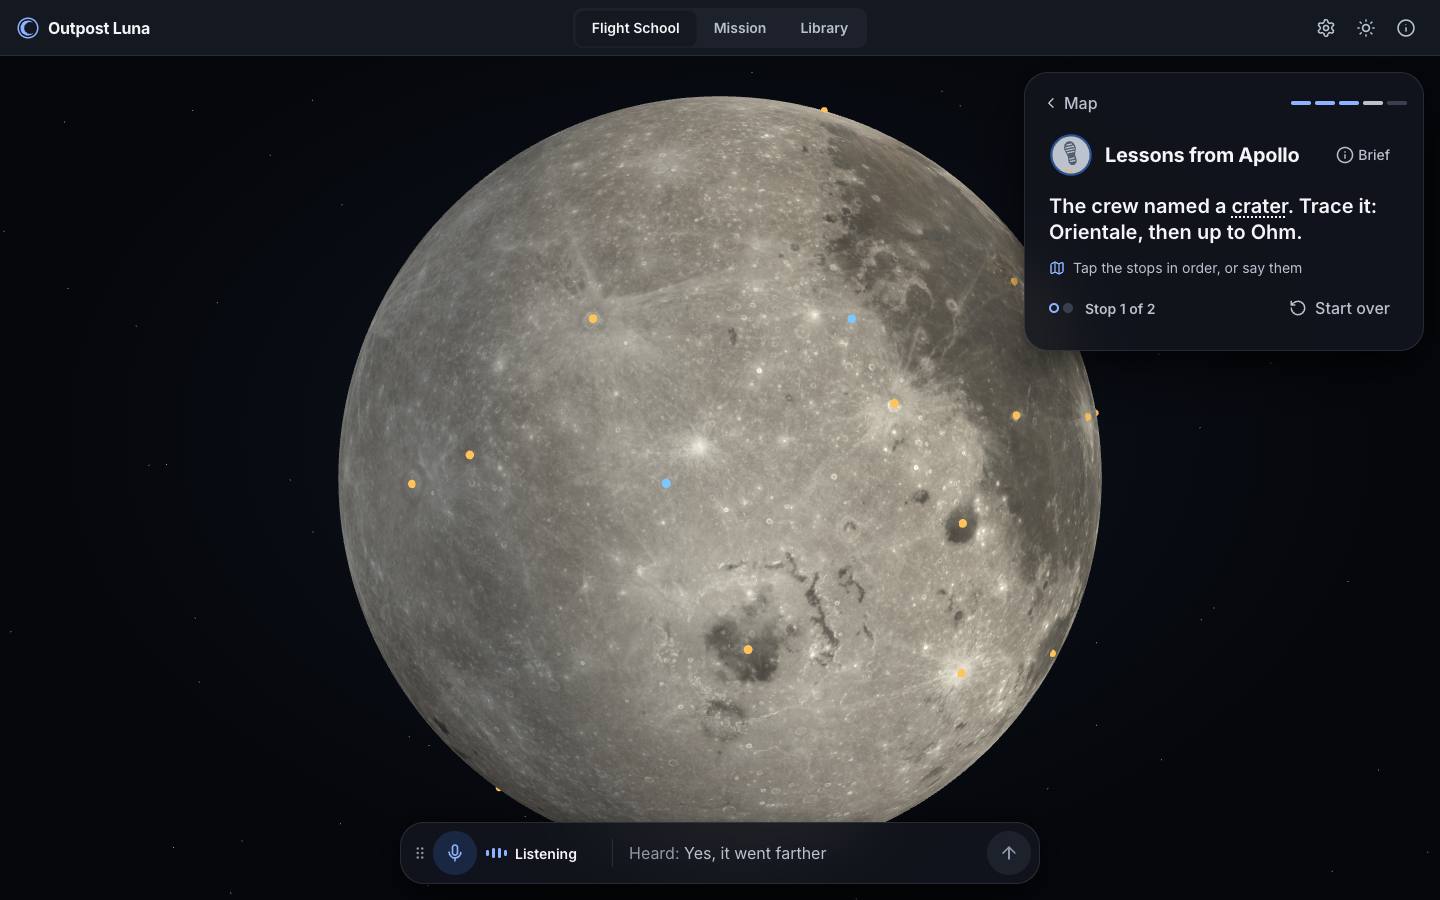 Outpost Luna
Flight School
Mission
Library
Map
Lessons from Apollo
Brief
The crew named a crater. Trace it:
Orientale, then up to Ohm.
Tap the stops in order, or say them
Stop 1 of 2
Start over
Listening
Heard: Yes, it went farther